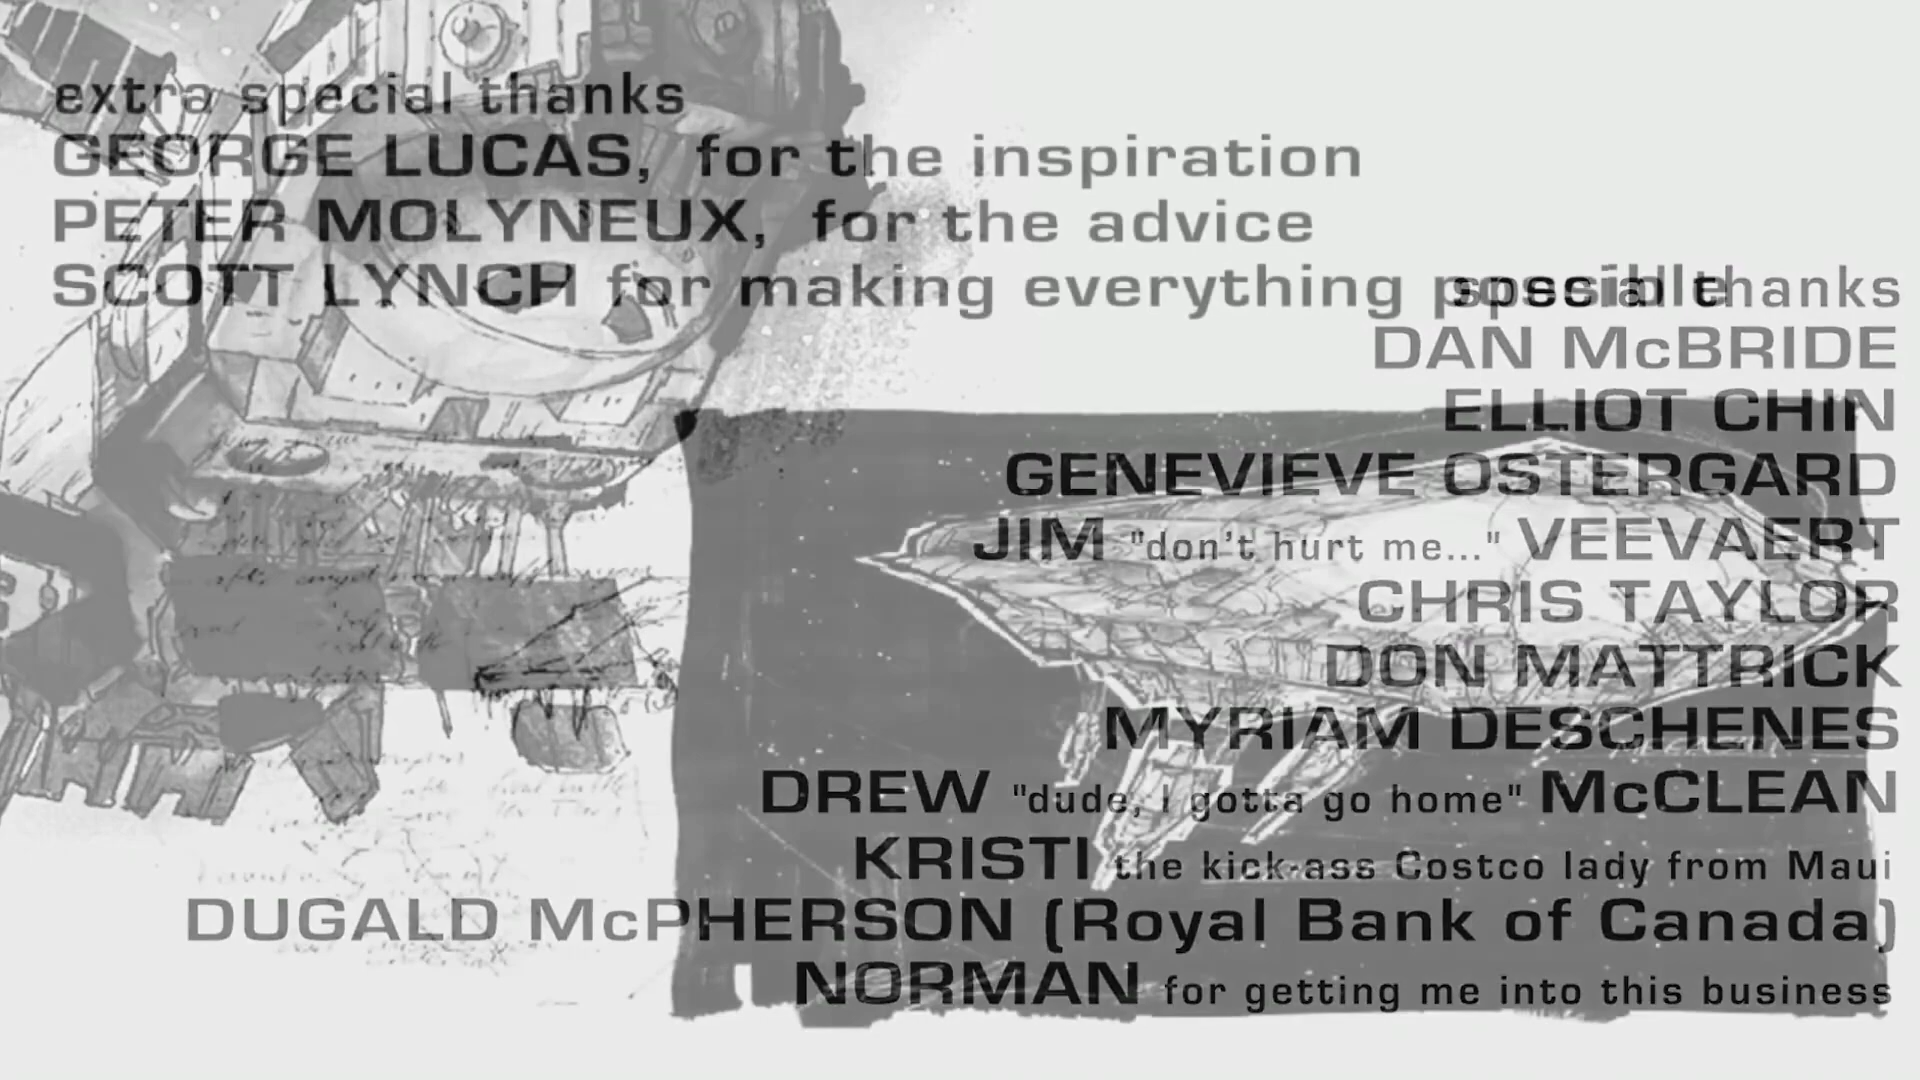 extra special thanks
GEORGE LUCAS, for the inspiration
PETER MOLYNEUX, for the advice
SCOTT LYNCH for making everything possible
special thanks
DAN McBRIDE
ELLIOT CHIN
GENEVIEVE OSTERGARD
JIM "don't hurt me..." VEEVAERT
CHRIS TAYLOR
DON MATTRICK
MYRIAM DESCHENES
DREW "dude, I gotta go home" McCLEAN
KRISTI the kick-ass Costco lady from Maui
DUGALD McPHERSON (Royal Bank of Canada)
NORMAN for getting me into this business